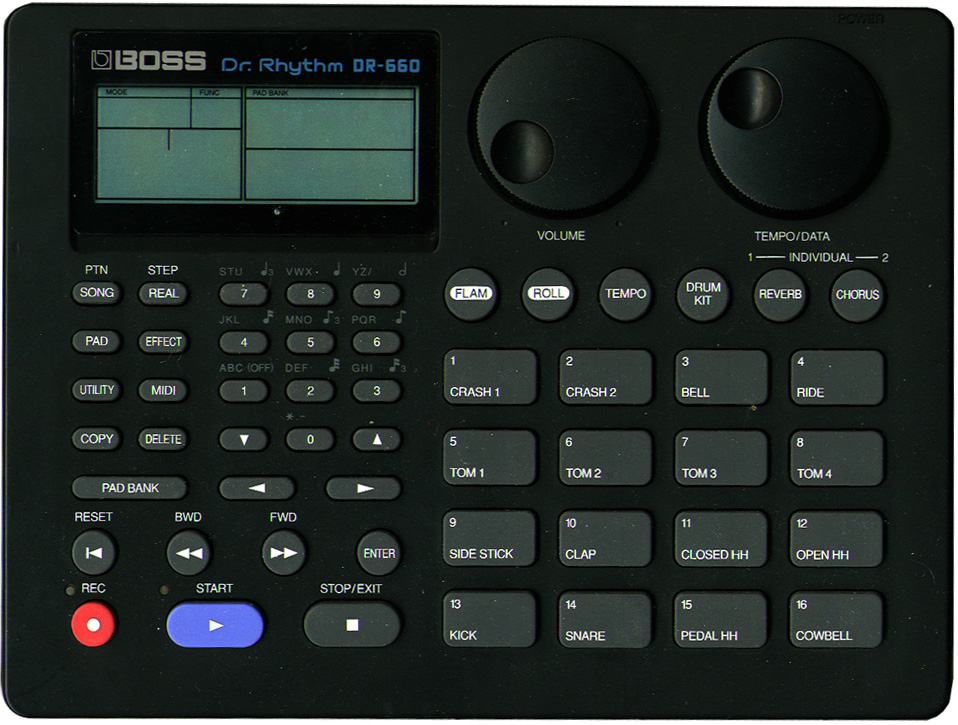 POWER
BOSS Dr. Rhythm DR-660
MODE FUNC PAD BANK
VOLUME TEMPO/DATA
1 INDIVIDUAL 2
PTN STEP STU 3 VWX· YZ/
SONG REAL 7 8 9
FLAM ROLL TEMPO DRUM KIT REVERB CHORUS
JKL MNO 3 PQR
PAD EFFECT 4 5 6
ABC (OFF) DEF GHI 3
UTILITY MIDI 1 2 3
1 CRASH 1 2 CRASH 2 3 BELL 4 RIDE
*.–
COPY DELETE ▼ 0 ▲
5 TOM 1 6 TOM 2 7 TOM 3 8 TOM 4
PAD BANK
RESET BWD FWD
ENTER
9 SIDE STICK 10 CLAP 11 CLOSED HH 12 OPEN HH
REC START STOP/EXIT
13 KICK 14 SNARE 15 PEDAL HH 16 COWBELL